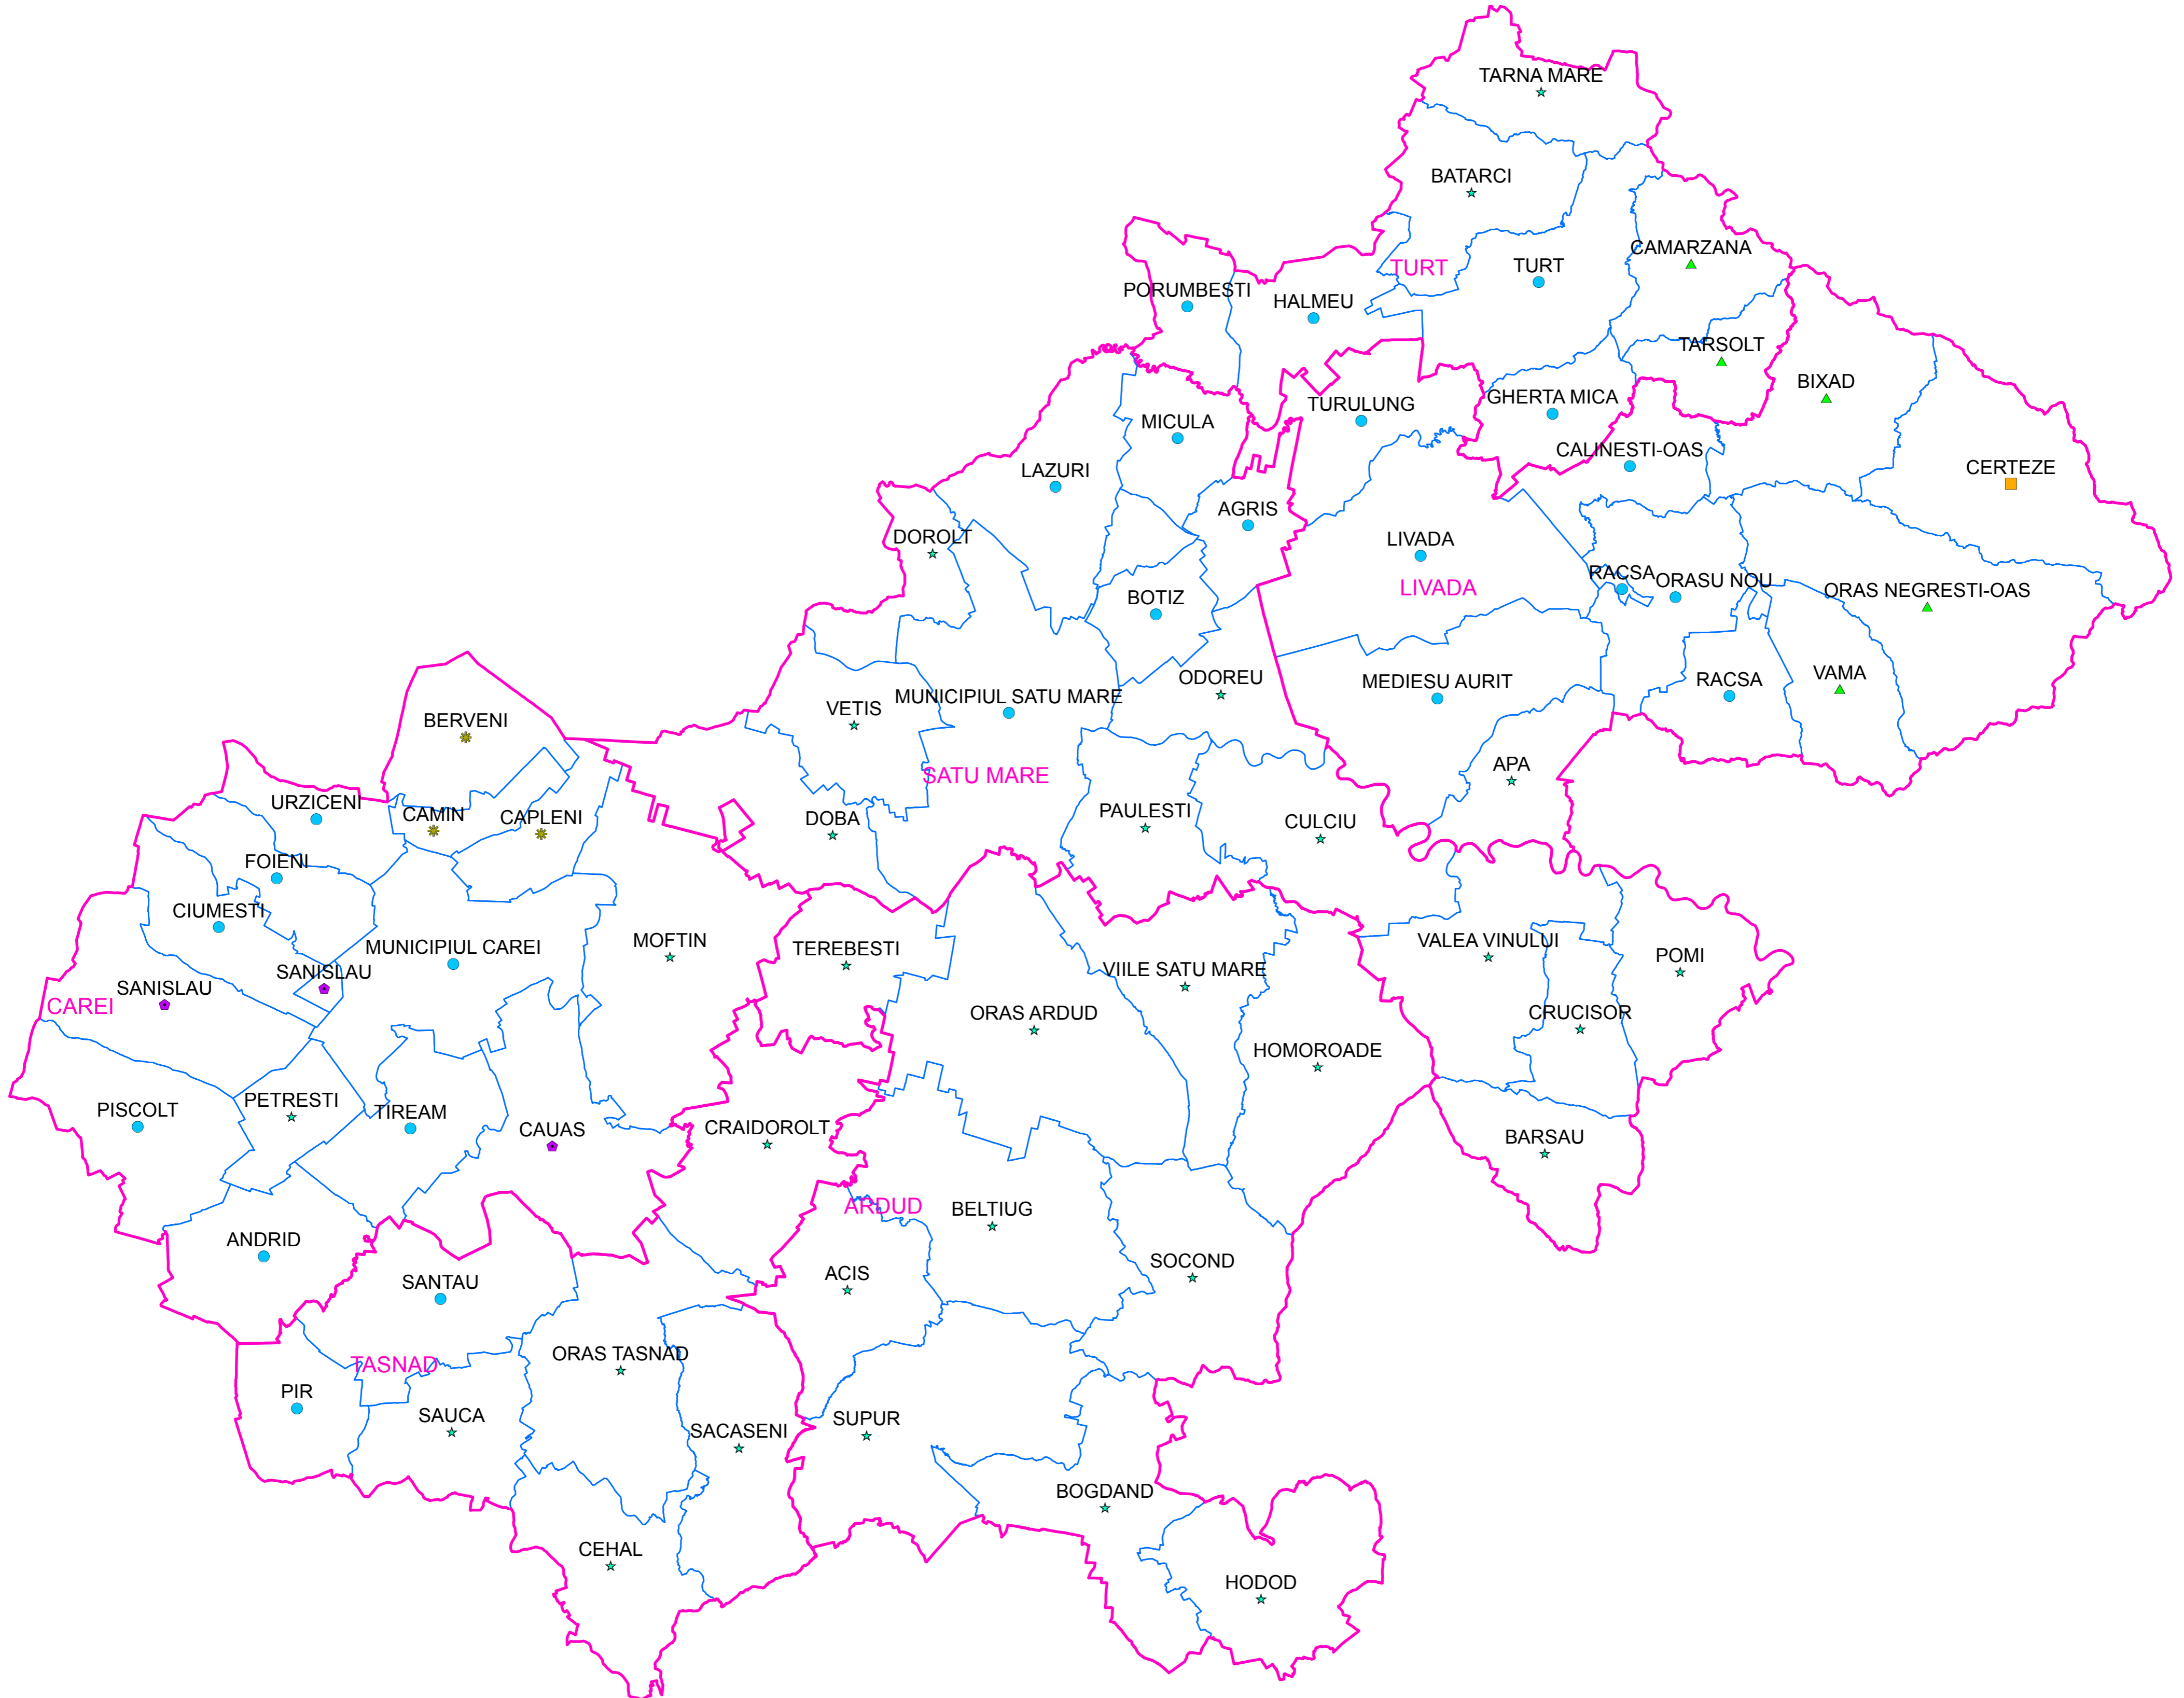 TARNA MARE
BATARCI
CAMARZANA
TURT
TURT
PORUMBESTI
HALMEU
TARSOLT
BIXAD
GHERTA MICA
TURULUNG
MICULA
CALINESTI-OAS
LAZURI
CERTEZE
AGRIS
DOROLT
LIVADA
RACSA
ORASU NOU
LIVADA
ORAS NEGRESTI-OAS
BOTIZ
VAMA
ODOREU
MEDIESU AURIT
RACSA
MUNICIPIUL SATU MARE
VETIS
BERVENI
APA
SATU MARE
URZICENI
CAMIN
CAPLENI
DOBA
PAULESTI
CULCIU
FOIENI
CIUMESTI
MUNICIPIUL CAREI
MOFTIN
TEREBESTI
VALEA VINULUI
POMI
SANISLAU
VIILE SATU MARE
SANISLAU
CAREI
ORAS ARDUD
CRUCISOR
HOMOROADE
PETRESTI
PISCOLT
TIREAM
CAUAS
CRAIDOROLT
BARSAU
ARDUD
BELTIUG
ANDRID
SANTAU
ACIS
SOCOND
ORAS TASNAD
TASNAD
PIR
SAUCA
SACASENI
SUPUR
BOGDAND
CEHAL
HODOD